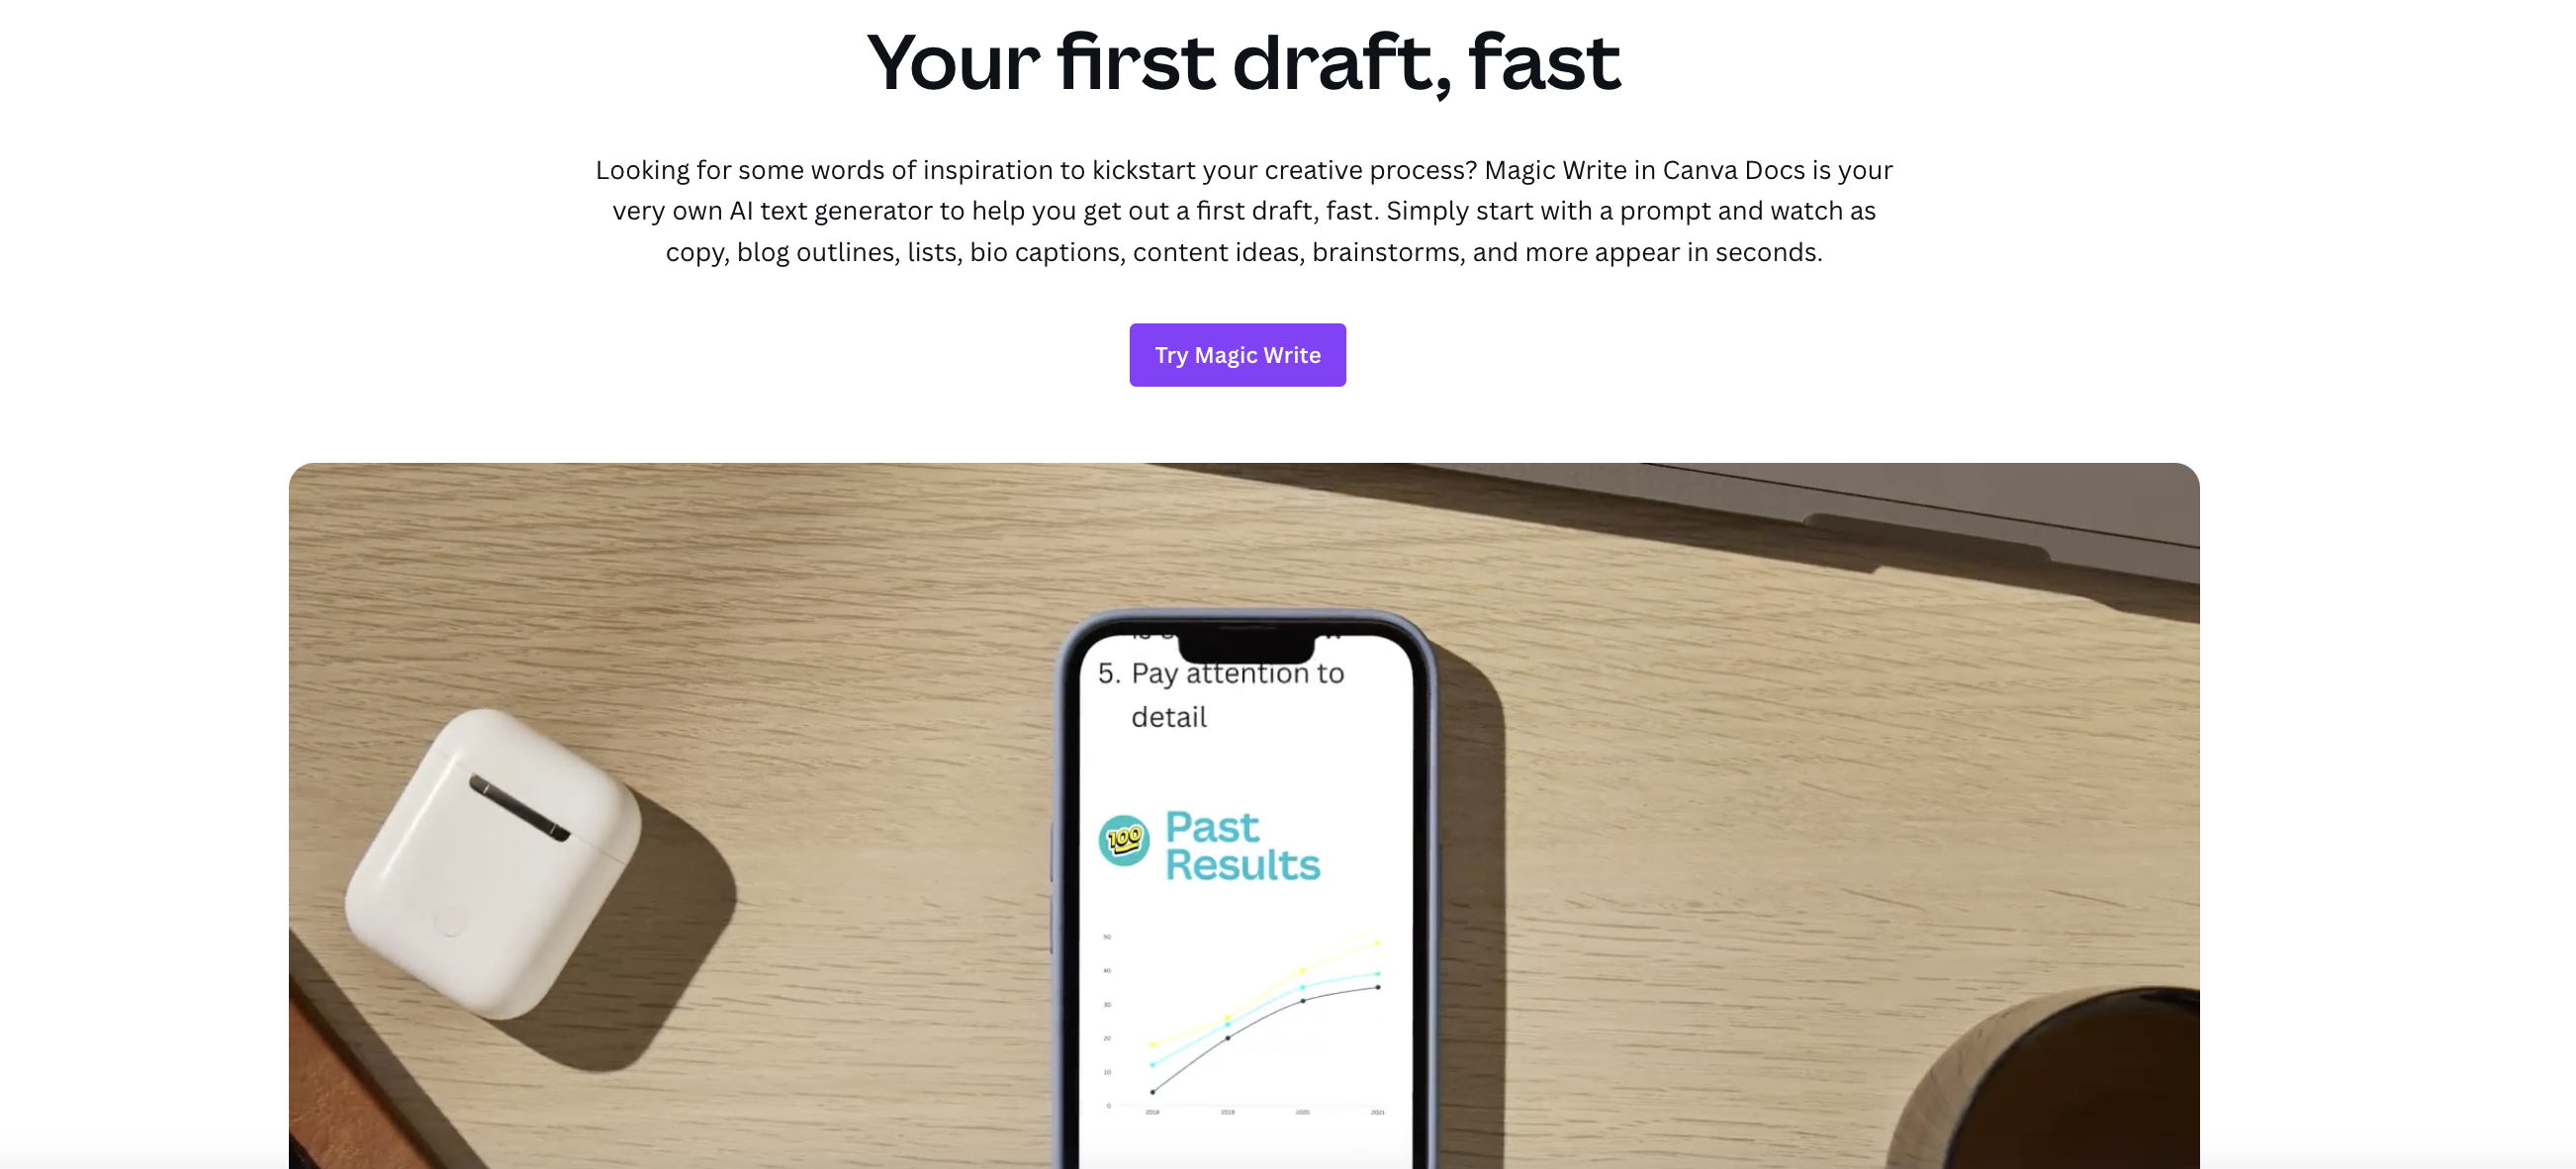 Your first draft, fast
Looking for some words of inspiration to kickstart your creative process? Magic Write in Canva Docs is your
very own AI text generator to help you get out a first draft, fast. Simply start with a prompt and watch as
copy, blog outlines, lists, bio captions, content ideas, brainstorms, and more appear in seconds.
Try Magic Write
5. Pay attention to
detail
100
Past
Results
50
40
30
20
10
0
2018 2019 2020 2021